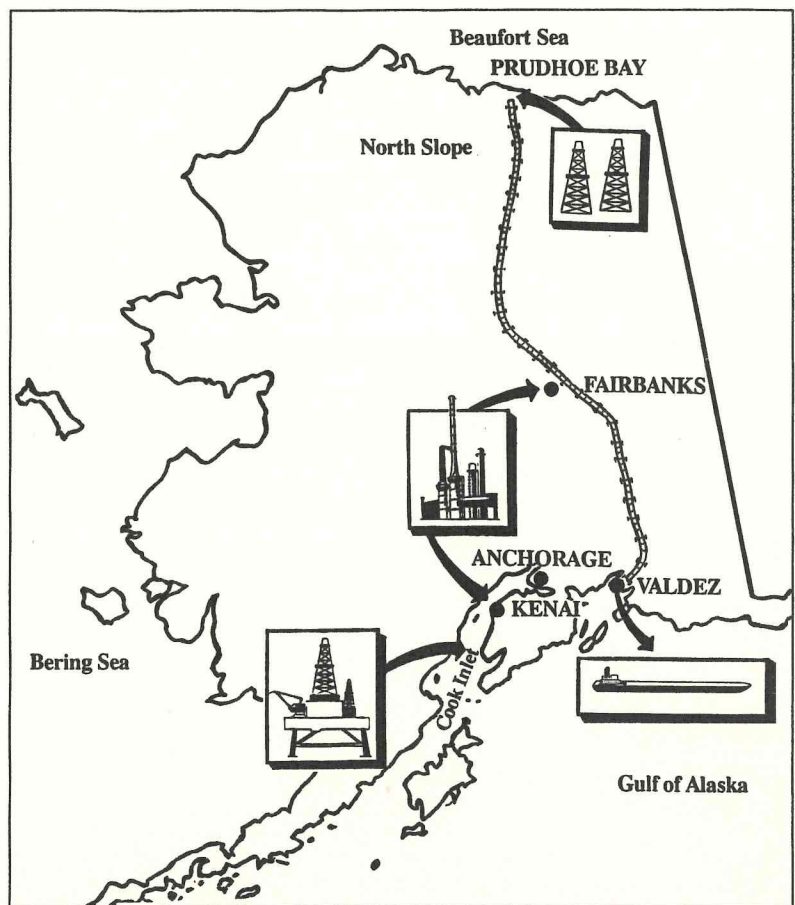 Beaufort Sea
PRUDHOE BAY
North Slope
FAIRBANKS
ANCHORAGE
VALDEZ
KENAI
Bering Sea
Cook Inlet
Gulf of Alaska